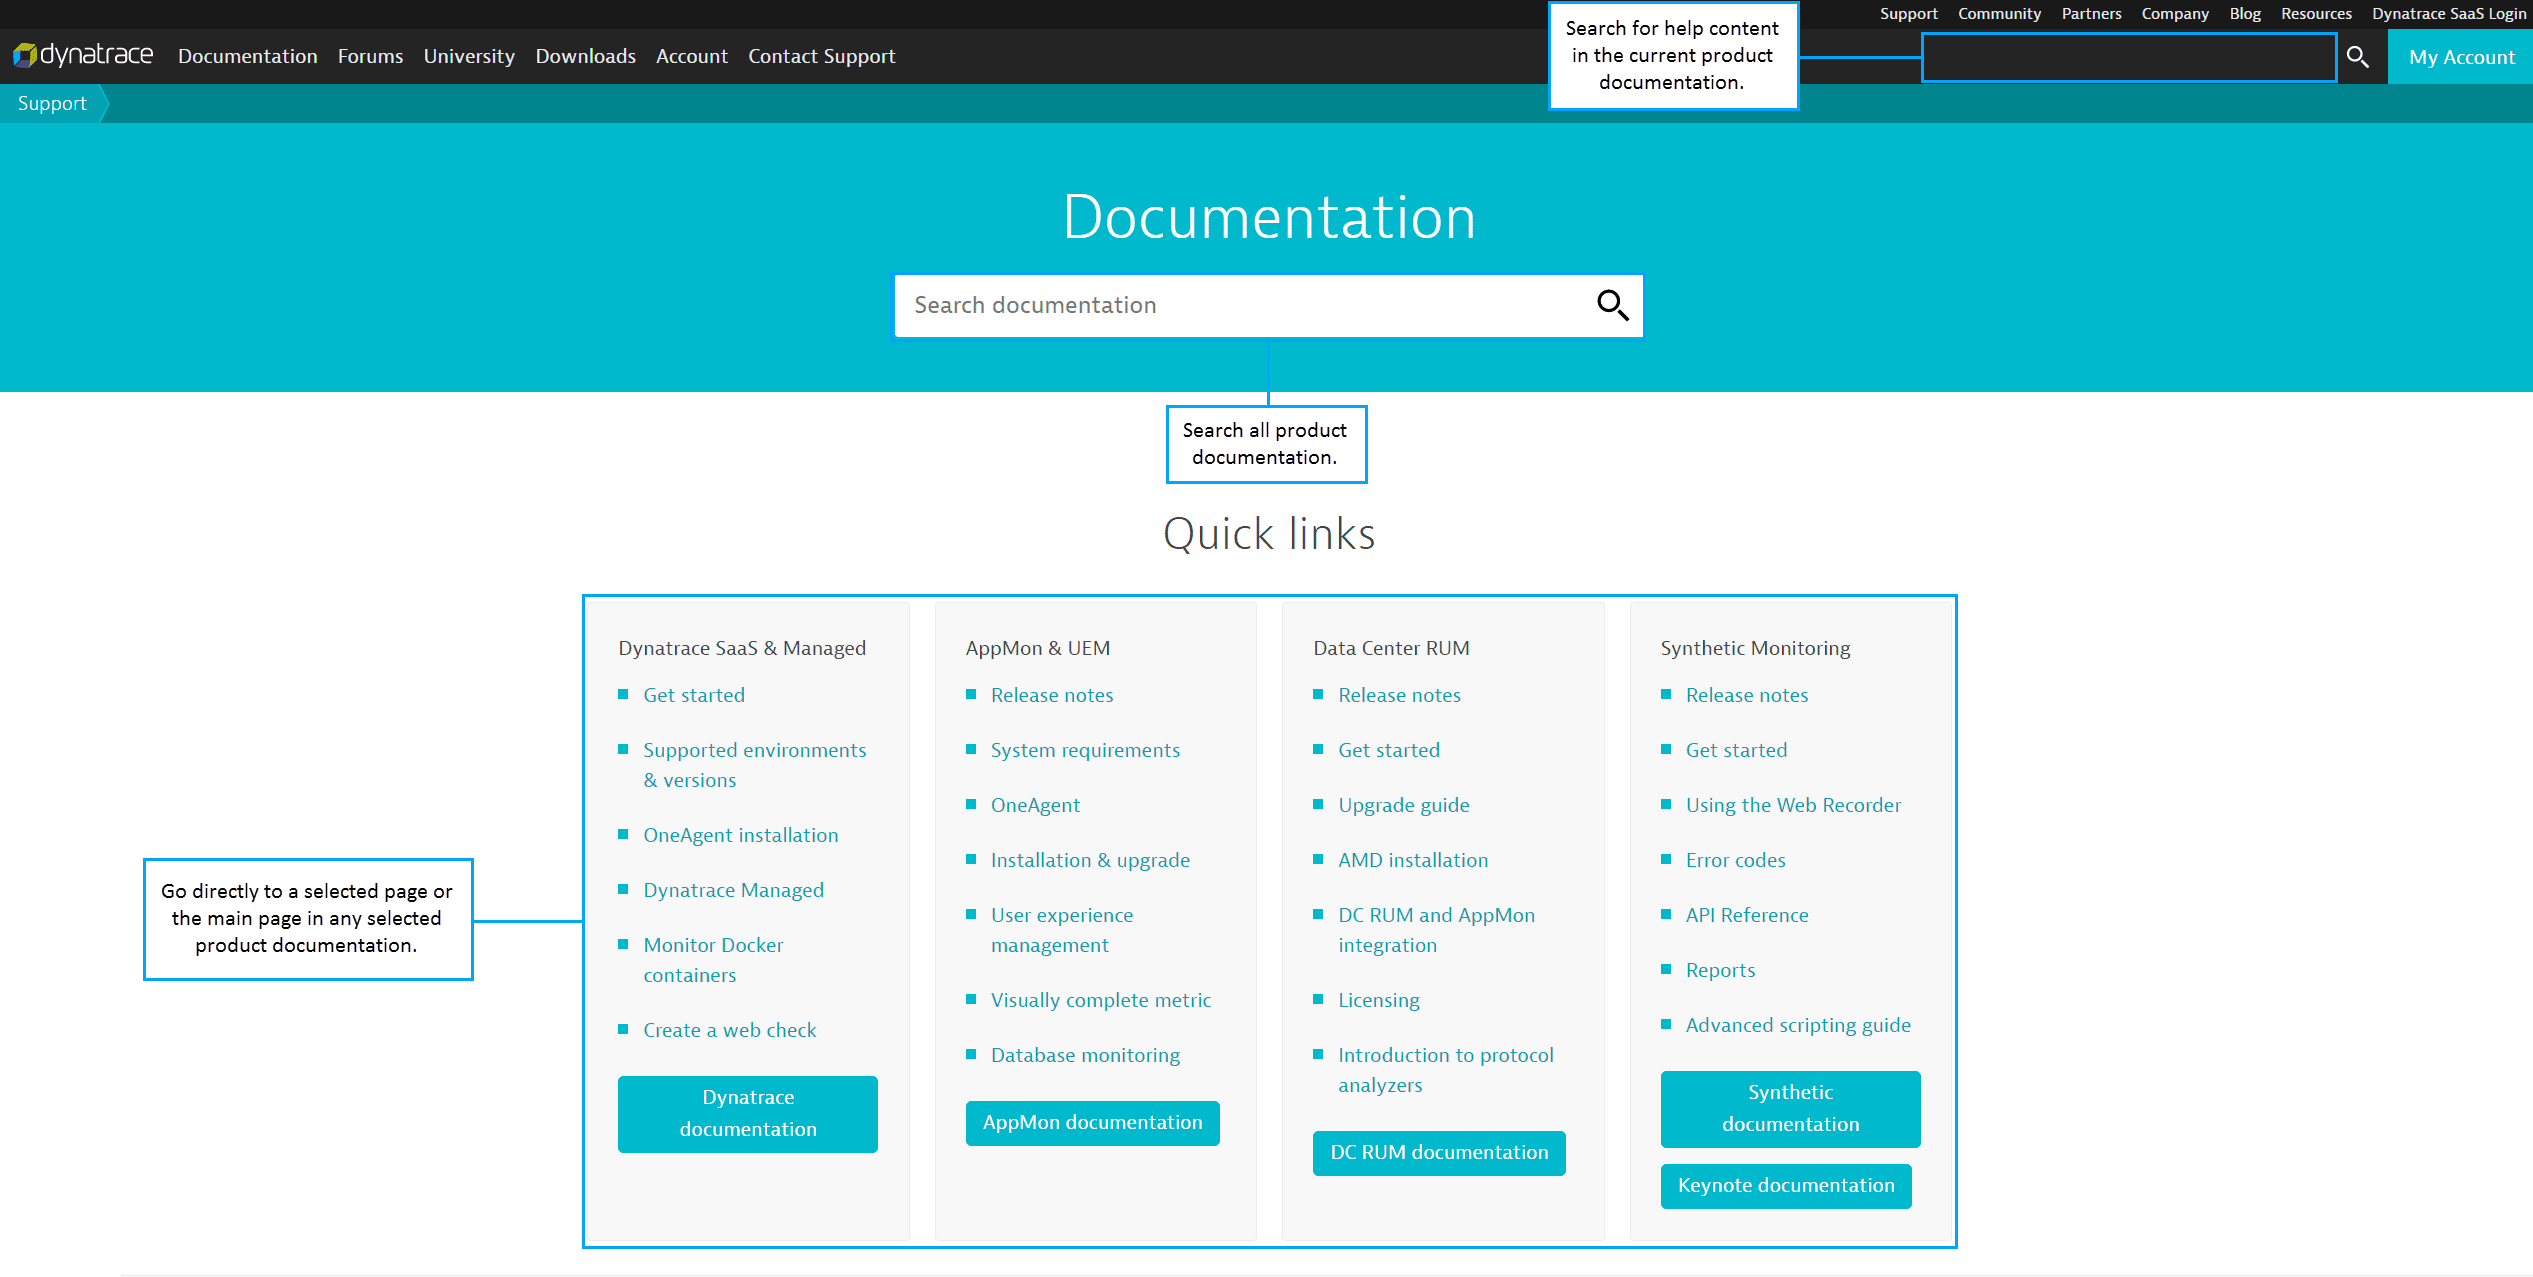 Support Community Partners Company Blog Resources Dynatrace SaaS Login
dynatrace Documentation Forums University Downloads Account Contact Support
Search for help content
in the current product
documentation.
My Account
Support
Documentation
Search documentation
Search all product
documentation.
Quick links
Go directly to a selected page or
the main page in any selected
product documentation.
Dynatrace SaaS & Managed
Get started
Supported environments
& versions
OneAgent installation
Dynatrace Managed
Monitor Docker
containers
Create a web check
Dynatrace
documentation
AppMon & UEM
Release notes
System requirements
OneAgent
Installation & upgrade
User experience
management
Visually complete metric
Database monitoring
AppMon documentation
Data Center RUM
Release notes
Get started
Upgrade guide
AMD installation
DC RUM and AppMon
integration
Licensing
Introduction to protocol
analyzers
DC RUM documentation
Synthetic Monitoring
Release notes
Get started
Using the Web Recorder
Error codes
API Reference
Reports
Advanced scripting guide
Synthetic
documentation
Keynote documentation